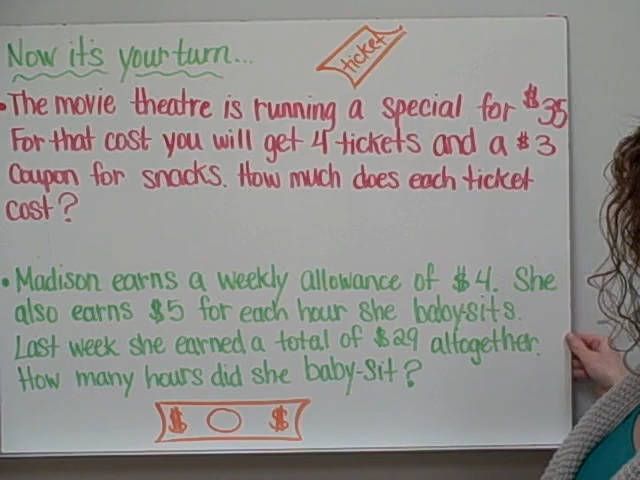 Now it's your turn...
ticket
• The movie theatre is running a special for $35
For that cost you will get 4 tickets and a $3
coupon for snacks. How much does each ticket
cost?
• Madison earns a weekly allowance of $4. She
also earns $5 for each hour she babysits.
Last week she earned a total of $29 altogether.
How many hours did she baby-sit?
$ $